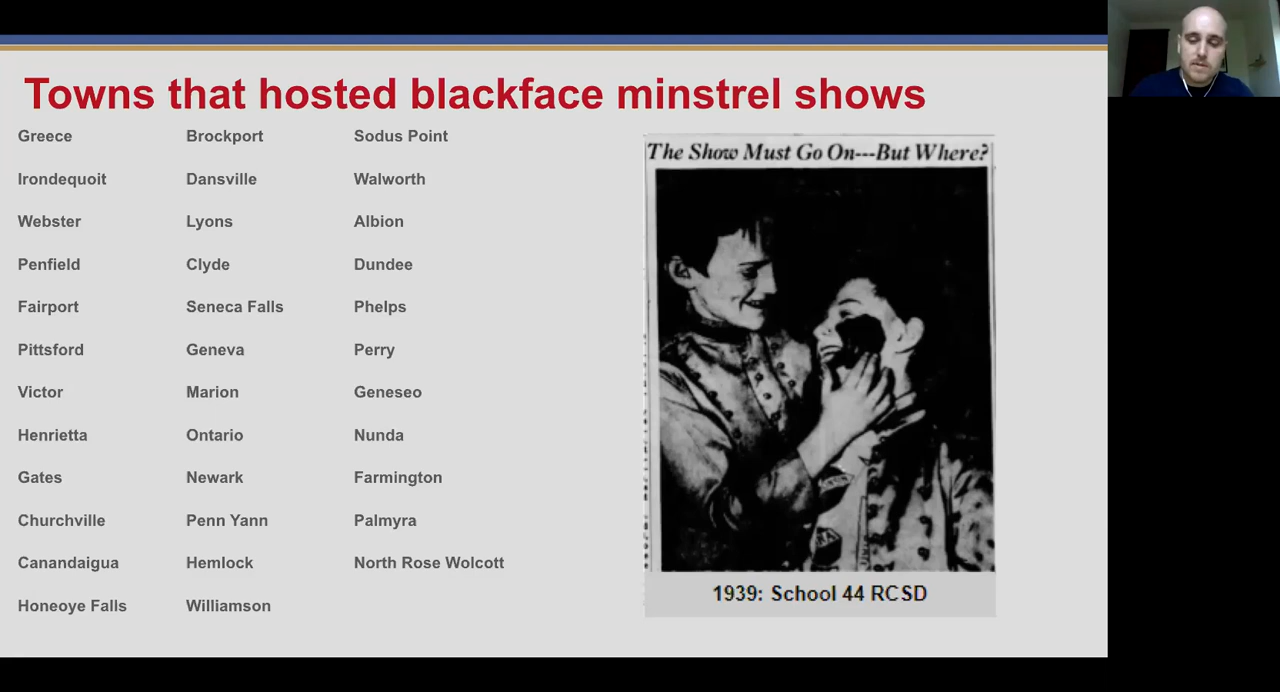 Towns that hosted blackface minstrel shows
Greece
Irondequoit
Webster
Penfield
Fairport
Pittsford
Victor
Henrietta
Gates
Churchville
Canandaigua
Honeoye Falls
Brockport
Dansville
Lyons
Clyde
Seneca Falls
Geneva
Marion
Ontario
Newark
Penn Yann
Hemlock
Williamson
Sodus Point
Walworth
Albion
Dundee
Phelps
Perry
Geneseo
Nunda
Farmington
Palmyra
North Rose Wolcott
The Show Must Go On---But Where?
1939: School 44 RCSD